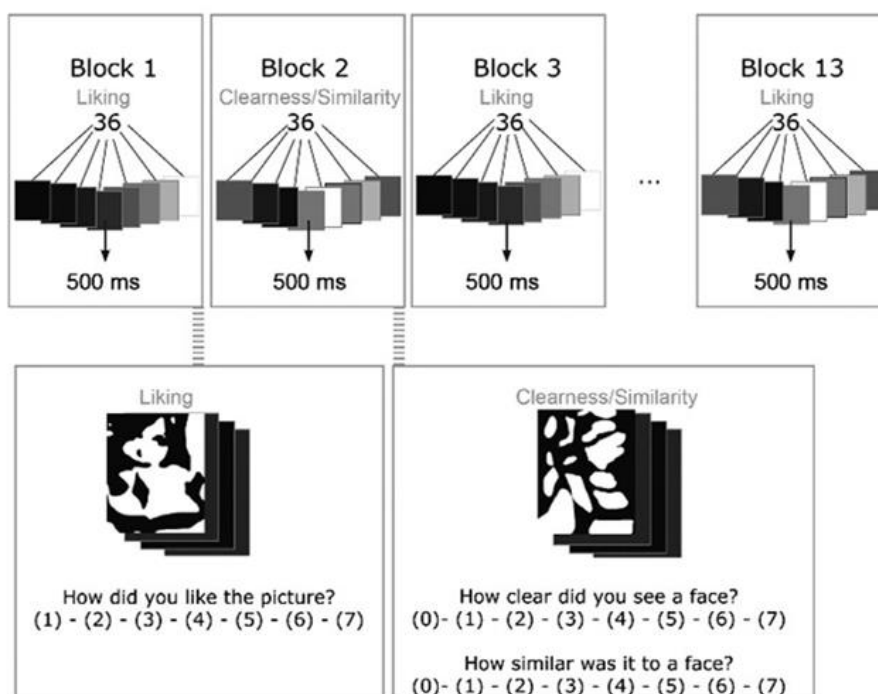 Block 1
Liking
36
500 ms
Block 2
Clearness/Similarity
36
500 ms
Block 3
Liking
36
500 ms
...
Block 13
Liking
36
500 ms
Liking
How did you like the picture?
(1) - (2) - (3) - (4) - (5) - (6) - (7)
Clearness/Similarity
How clear did you see a face?
(0)- (1) - (2) - (3) - (4) - (5) - (6) - (7)
How similar was it to a face?
(0)- (1) - (2) - (3) - (4) - (5) - (6) - (7)